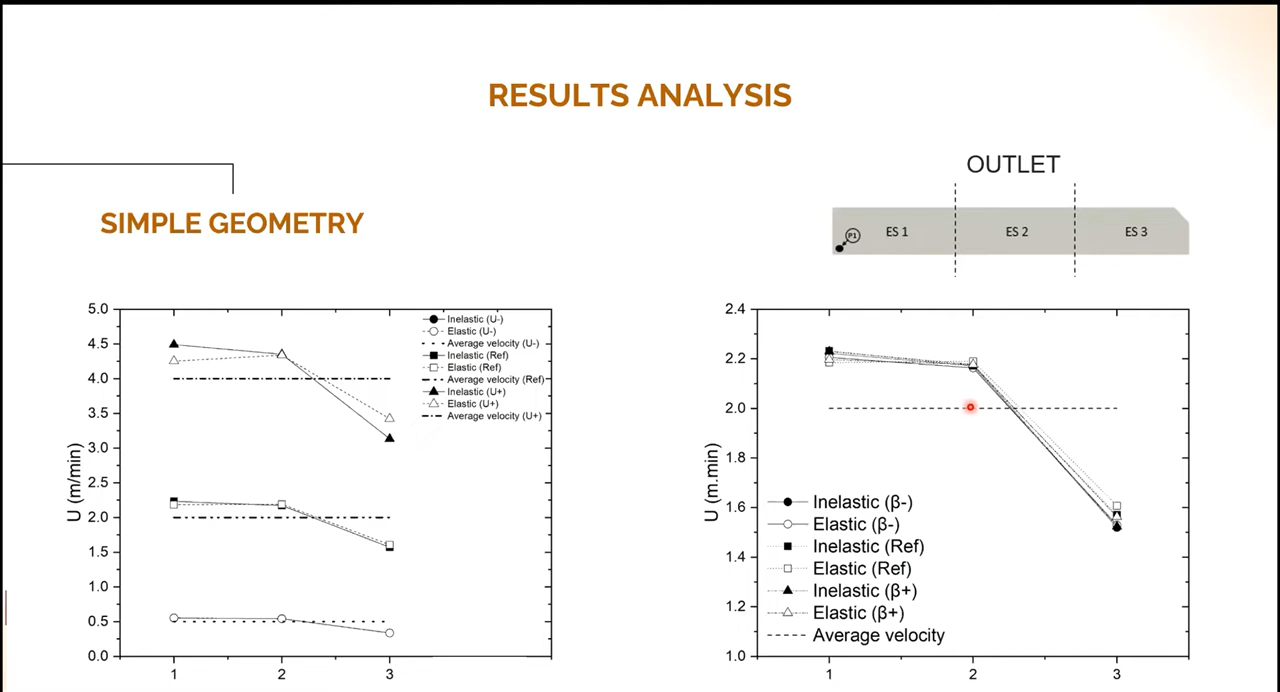 RESULTS ANALYSIS
SIMPLE GEOMETRY
OUTLET
P1
ES 1
ES 2
ES 3
U (m/min)
5.0
4.5
4.0
3.5
3.0
2.5
2.0
1.5
1.0
0.5
0.0
1
2
3
Inelastic (U-)
Elastic (U-)
Average velocity (U-)
Inelastic (Ref)
Elastic (Ref)
Average velocity (Ref)
Inelastic (U+)
Elastic (U+)
Average velocity (U+)
U (m.min)
2.4
2.2
2.0
1.8
1.6
1.4
1.2
1.0
1
2
3
Inelastic (β-)
Elastic (β-)
Inelastic (Ref)
Elastic (Ref)
Inelastic (β+)
Elastic (β+)
Average velocity